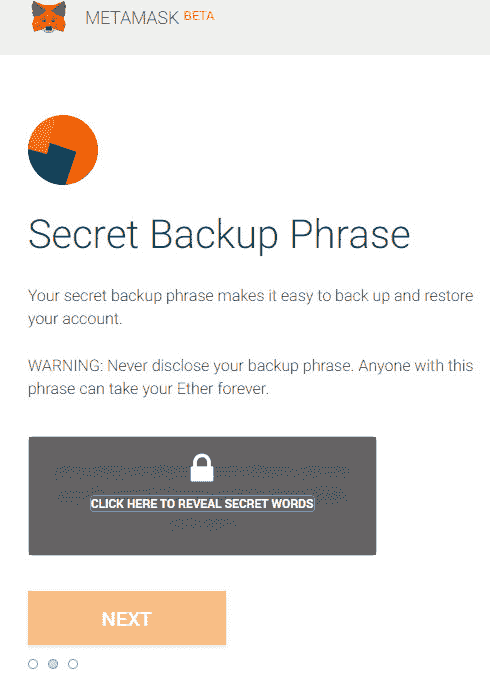 METAMASK BETA
Secret Backup Phrase
Your secret backup phrase makes it easy to back up and restore
your account.
WARNING: Never disclose your backup phrase. Anyone with this
phrase can take your Ether forever.
CLICK HERE TO REVEAL SECRET WORDS
NEXT